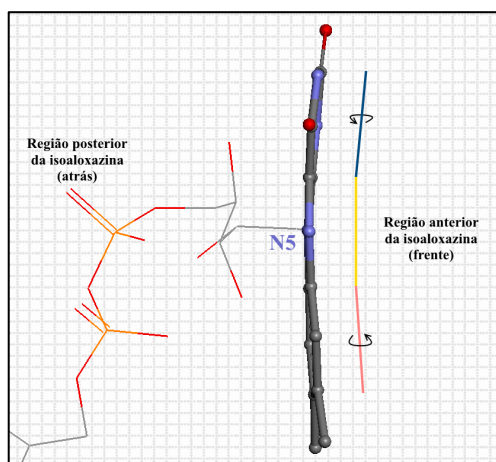 Região posterior
da isoaloxazina
(atrás)
Região anterior
da isoaloxazina
(frente)
N5